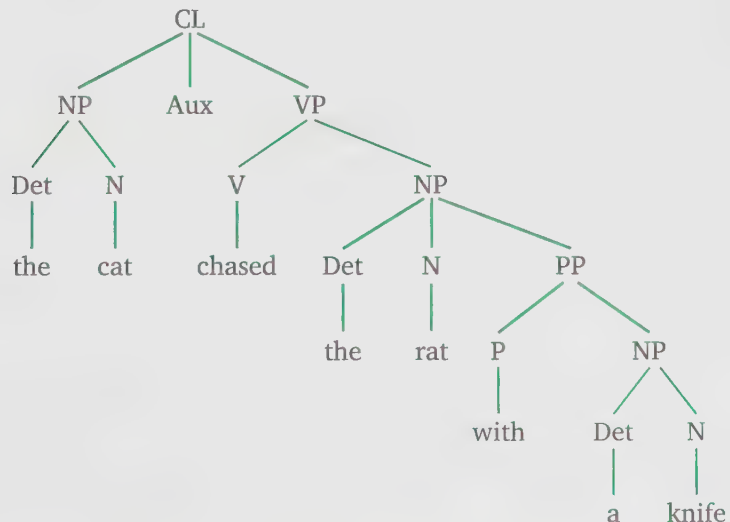 CL
NP Aux VP
Det N V NP
the cat chased Det N PP
the rat P NP
with Det N
a knife